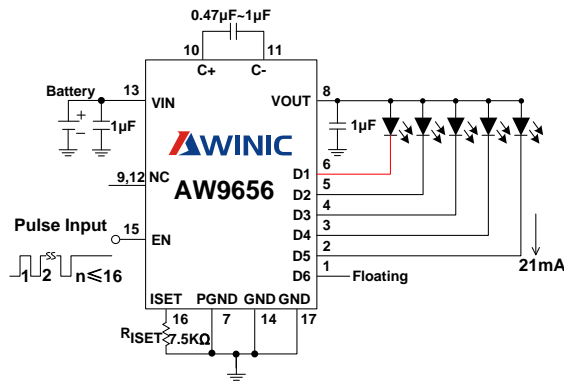 0.47μF~1μF
10 11
C+ C-
Battery 13 VIN VOUT 8
+
−
1μF 1μF
AWINIC
AW9656
D1 6
9,12 NC D2 5
D3 4
Pulse Input 15 EN D4 3
D5 2
1 2 n≤16 D6 1 Floating
21mA
ISET PGND GND GND
16 7 14 17
RISET 7.5KΩ